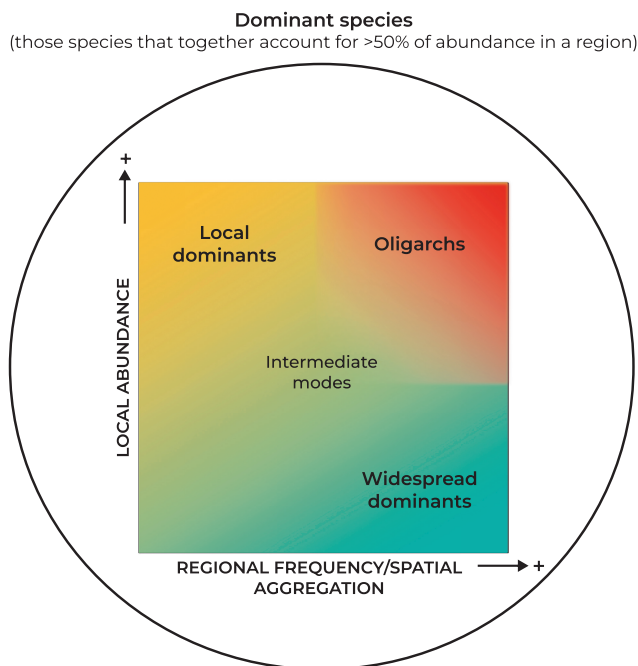 Dominant species
(those species that together account for >50% of abundance in a region)
+
Local
dominants
Oligarchs
LOCAL ABUNDANCE
Intermediate
modes
Widespread
dominants
REGIONAL FREQUENCY/SPATIAL
AGGREGATION
+